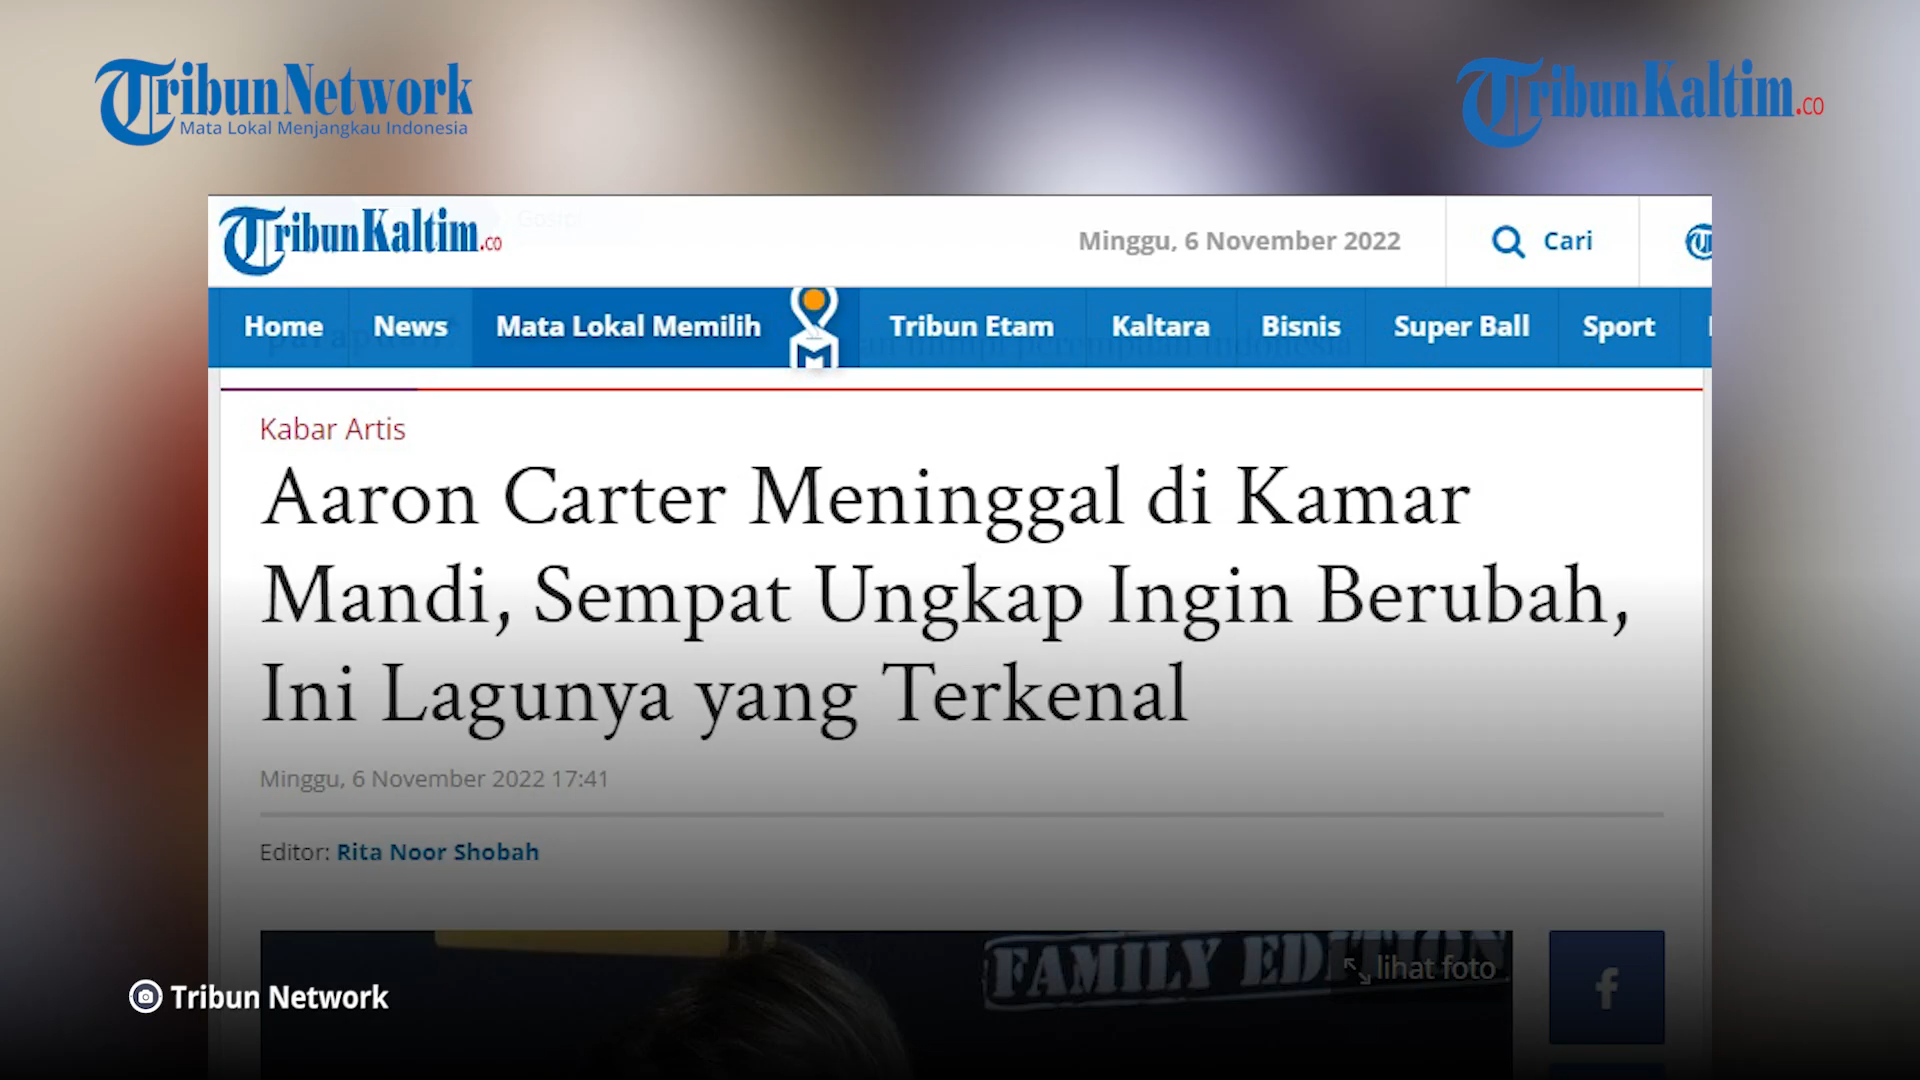 TribunNetwork
Mata Lokal Menjangkau Indonesia
TribunKaltim.co
TribunKaltim.co
Gosip
Minggu, 6 November 2022
Cari
Home News Mata Lokal Memilih Tribun Etam Kaltara Bisnis Super Ball Sport
Kabar Artis
Aaron Carter Meninggal di Kamar
Mandi, Sempat Ungkap Ingin Berubah,
Ini Lagunya yang Terkenal
Minggu, 6 November 2022 17:41
Editor: Rita Noor Shobah
FAMILY EDITION
lihat foto
Tribun Network